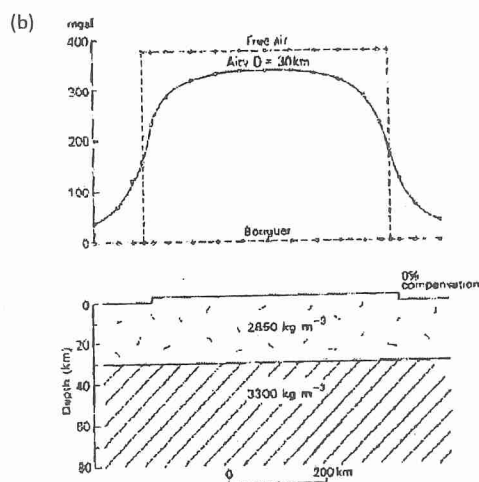 (b)
mgal
400
300
200
100
0
Free air
Airy D = 30km
Bouguer
0%
compensation
0
20
40
60
80
Depth (km)
2850 kg m⁻³
3300 kg m⁻³
0 200km